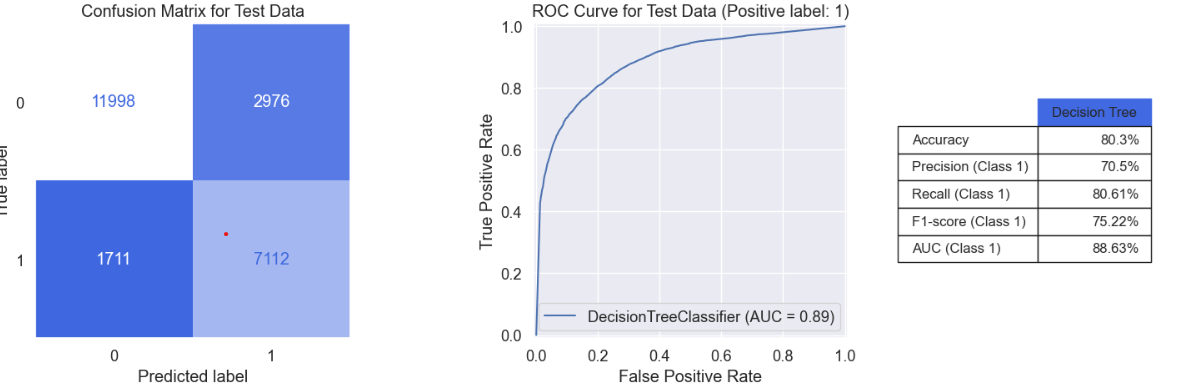 Confusion Matrix for Test Data
0
11998
2976
True label
1
1711
7112
0
1
Predicted label
ROC Curve for Test Data (Positive label: 1)
1.0
0.8
0.6
0.4
0.2
0.0
True Positive Rate
DecisionTreeClassifier (AUC = 0.89)
0.0 0.2 0.4 0.6 0.8 1.0
False Positive Rate
Decision Tree
Accuracy 80.3%
Precision (Class 1) 70.5%
Recall (Class 1) 80.61%
F1-score (Class 1) 75.22%
AUC (Class 1) 88.63%